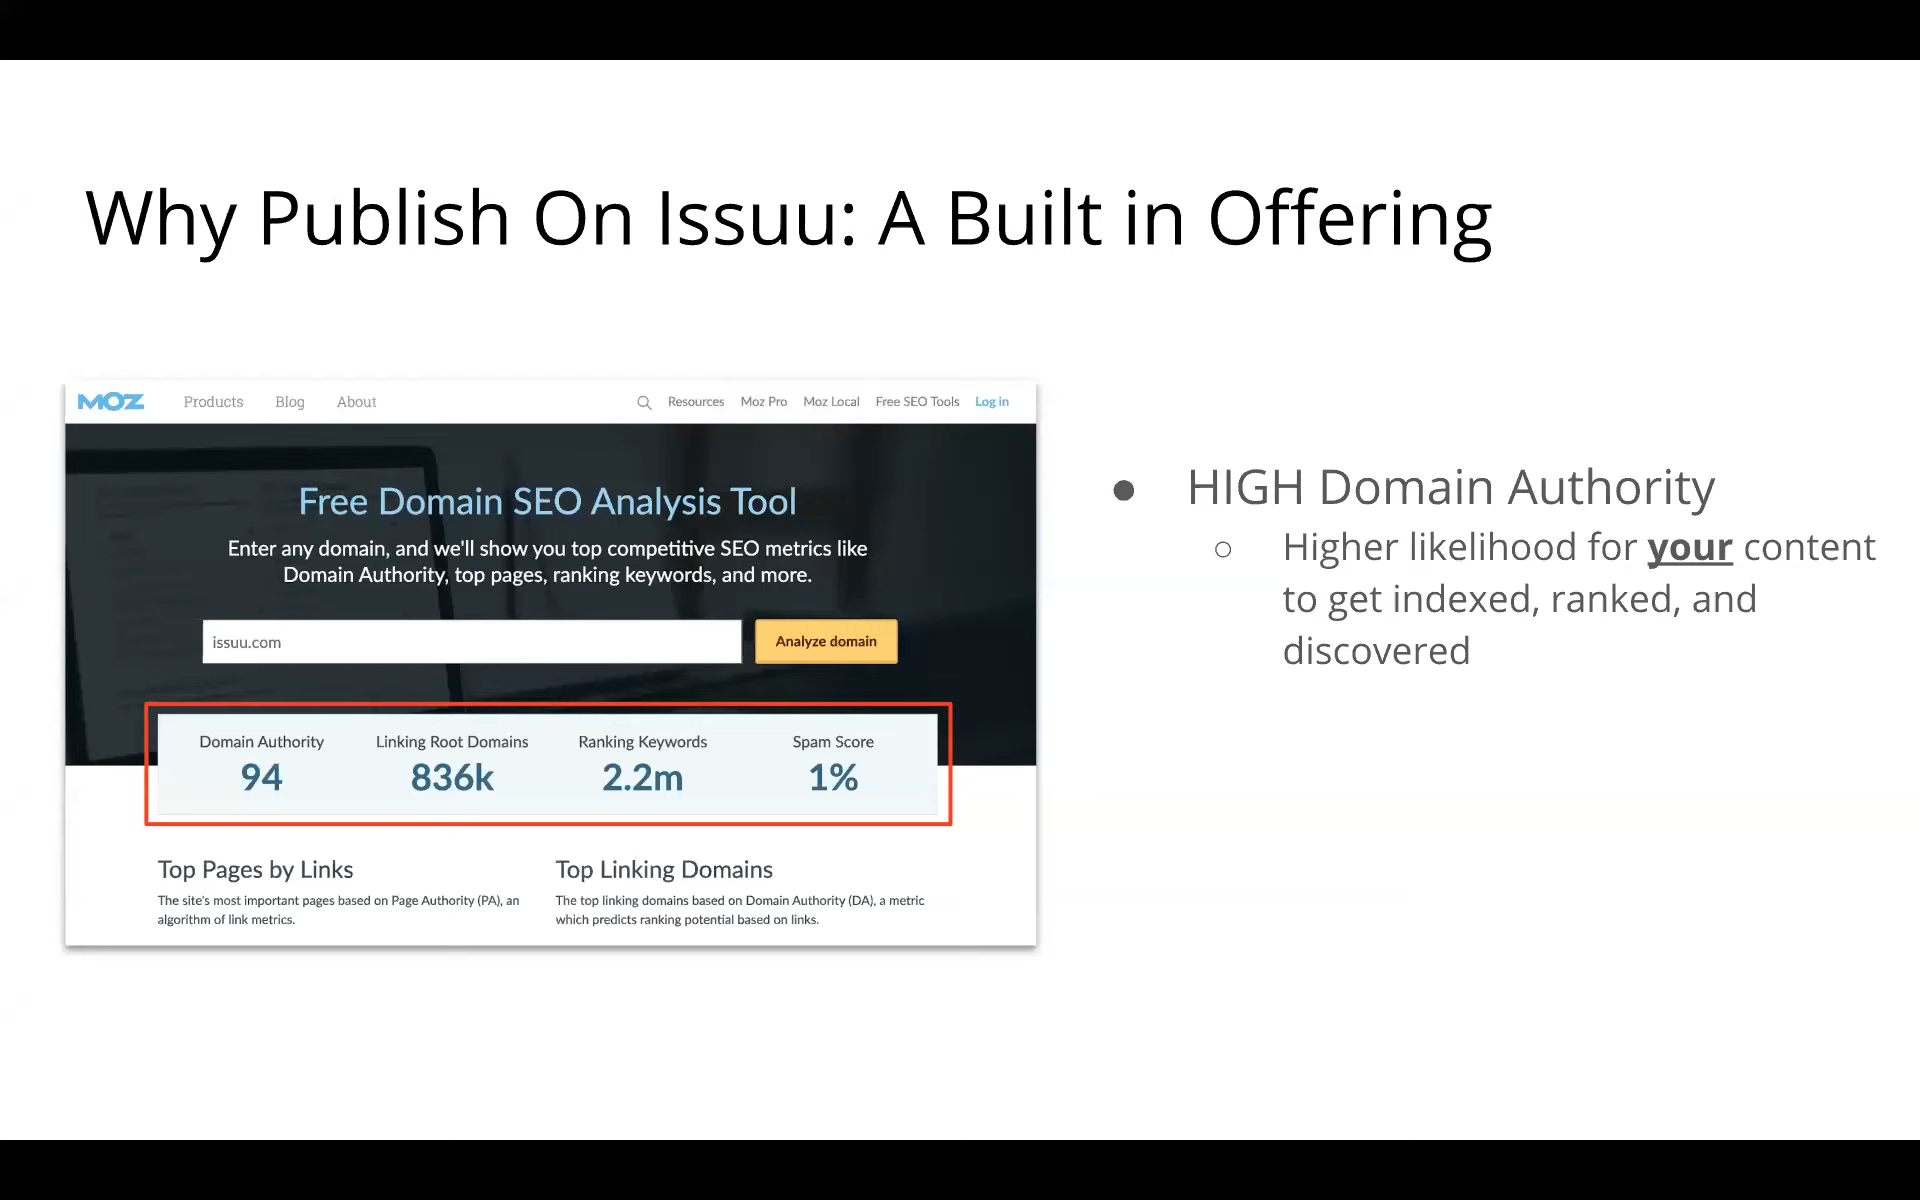 Why Publish On Issuu: A Built in Offering
MOZ Products Blog About Resources Moz Pro Moz Local Free SEO Tools Log in
Free Domain SEO Analysis Tool
Enter any domain, and we'll show you top competitive SEO metrics like
Domain Authority, top pages, ranking keywords, and more.
issuu.com Analyze domain
Domain Authority Linking Root Domains Ranking Keywords Spam Score
94 836k 2.2m 1%
Top Pages by Links
The site's most important pages based on Page Authority (PA), an
algorithm of link metrics.
Top Linking Domains
The top linking domains based on Domain Authority (DA), a metric
which predicts ranking potential based on links.
● HIGH Domain Authority
○ Higher likelihood for your content
to get indexed, ranked, and
discovered